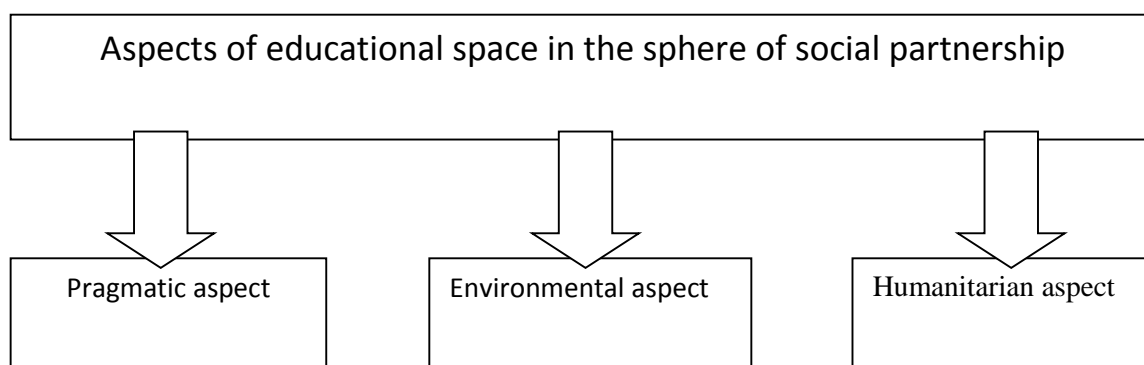 Aspects of educational space in the sphere of social partnership
Pragmatic aspect
Environmental aspect
Humanitarian aspect